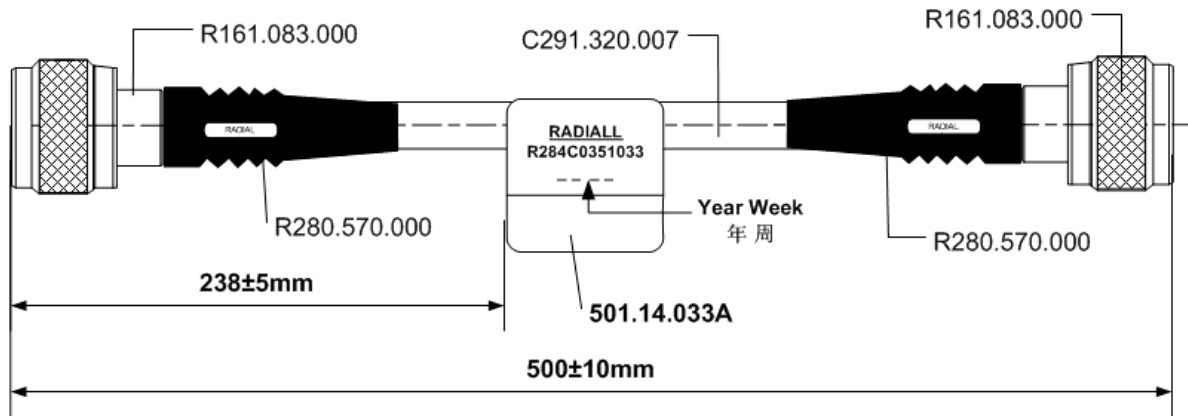 R161.083.000
C291.320.007
R161.083.000
RADIAL
RADIALL
R284C0351033
RADIAL
Year Week
年 周
R280.570.000
R280.570.000
238±5mm
501.14.033A
500±10mm